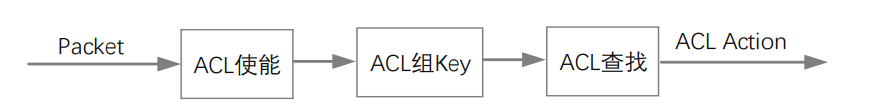 Packet
ACL使能
ACL组Key
ACL查找
ACL Action